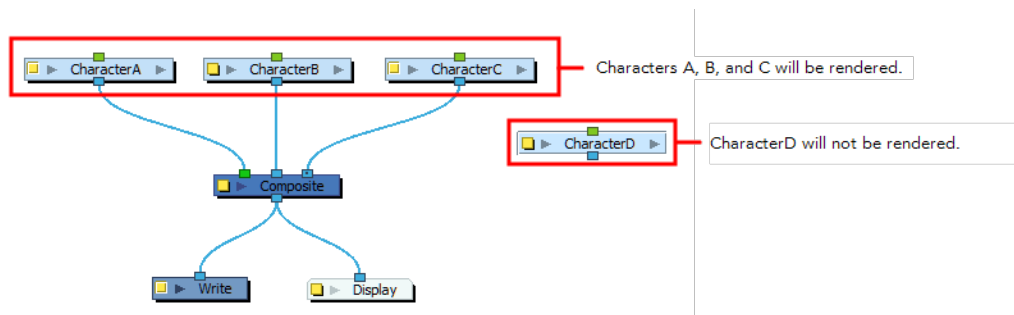 CharacterA
CharacterB
CharacterC
Characters A, B, and C will be rendered.
CharacterD
CharacterD will not be rendered.
Composite
Write
Display